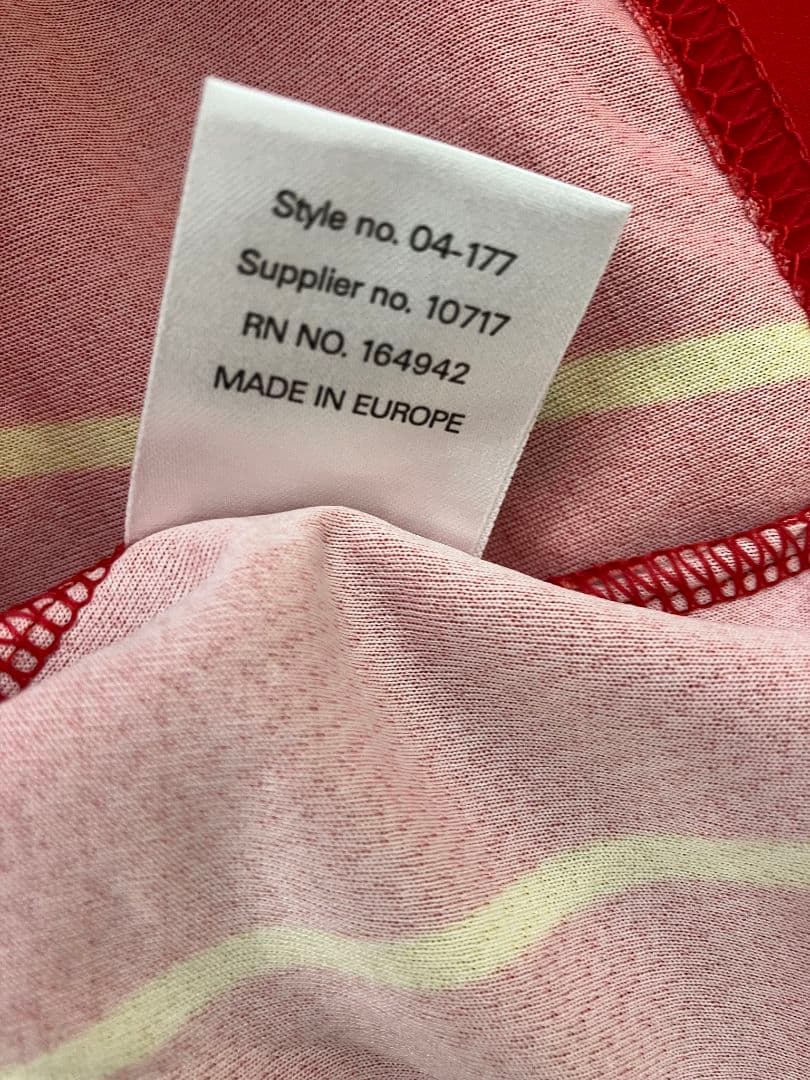 Style no. 04-177
Supplier no. 10717
RN NO. 164942
MADE IN EUROPE